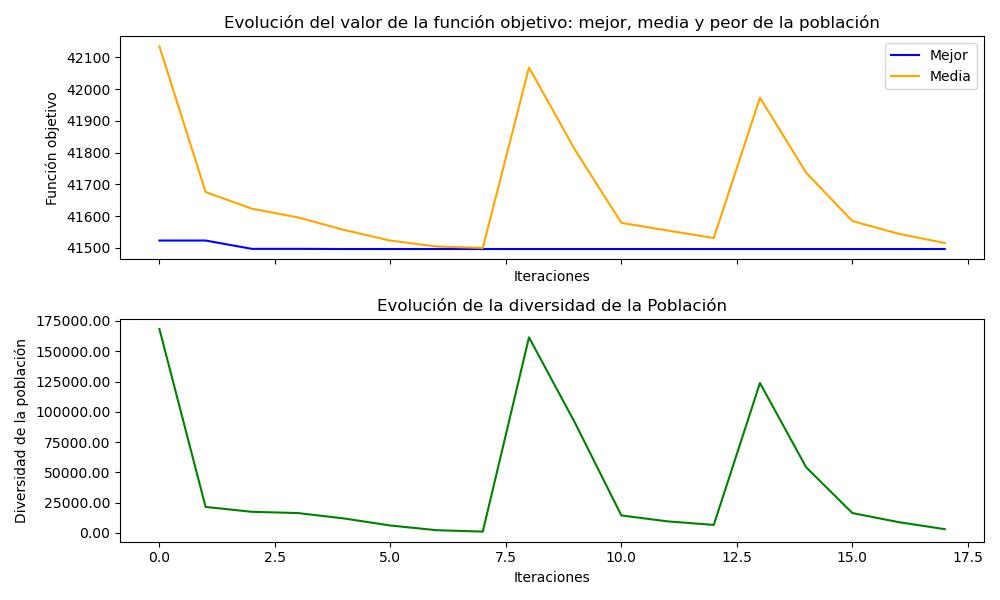 Evolución del valor de la función objetivo: mejor, media y peor de la población
Función objetivo
42100
42000
41900
41800
41700
41600
41500
Mejor
Media
Iteraciones
Evolución de la diversidad de la Población
Diversidad de la población
175000.00
150000.00
125000.00
100000.00
75000.00
50000.00
25000.00
0.00
0.0 2.5 5.0 7.5 10.0 12.5 15.0 17.5
Iteraciones